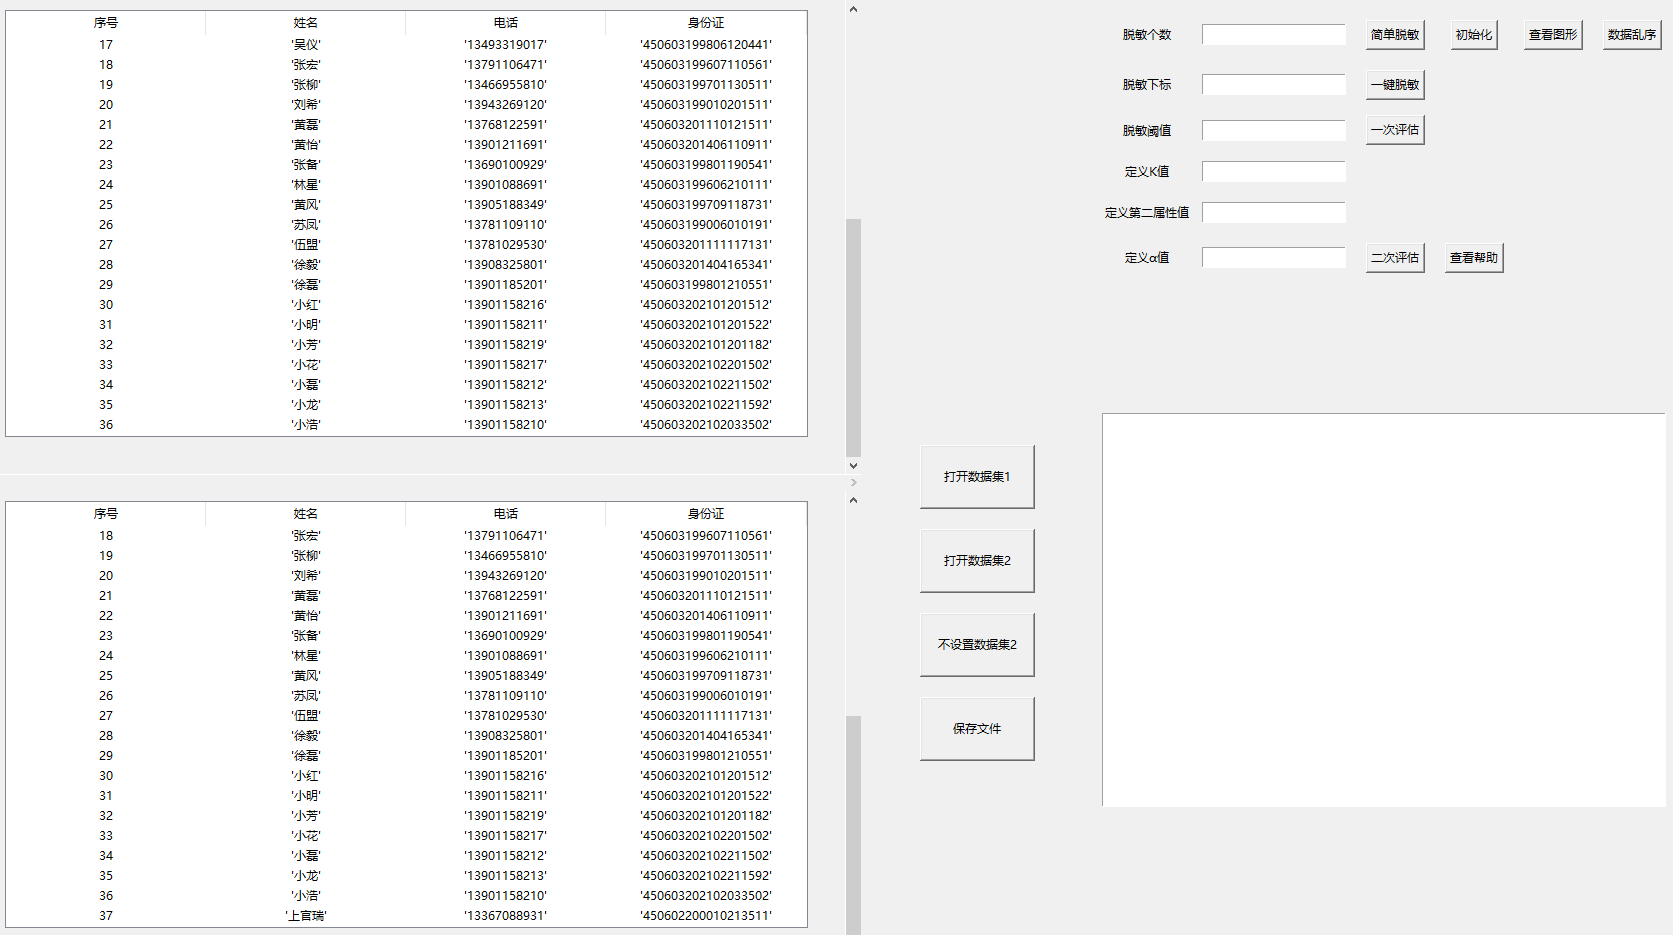 序号 姓名 电话 身份证
17 '吴仪' '13493319017' '450603199806120441'
18 '张宏' '13791106471' '450603199607110561'
19 '张柳' '13466955810' '450603199701130511'
20 '刘希' '13943269120' '450603199010201511'
21 '黄磊' '13768122591' '450603201110121511'
22 '黄怡' '13901211691' '450603201406110911'
23 '张备' '13690100929' '450603199801190541'
24 '林星' '13901088691' '450603199606210111'
25 '黄风' '13905188349' '450603199709118731'
26 '苏凤' '13781109110' '450603199006010191'
27 '伍盟' '13781029530' '450603201111117131'
28 '徐毅' '13908325801' '450603201404165341'
29 '徐磊' '13901185201' '450603199801210551'
30 '小红' '13901158216' '450603202101201512'
31 '小明' '13901158211' '450603202101201522'
32 '小芳' '13901158219' '450603202101201182'
33 '小花' '13901158217' '450603202102201502'
34 '小磊' '13901158212' '450603202102211502'
35 '小龙' '13901158213' '450603202102211592'
36 '小浩' '13901158210' '450603202102033502'
序号 姓名 电话 身份证
18 '张宏' '13791106471' '450603199607110561'
19 '张柳' '13466955810' '450603199701130511'
20 '刘希' '13943269120' '450603199010201511'
21 '黄磊' '13768122591' '450603201110121511'
22 '黄怡' '13901211691' '450603201406110911'
23 '张备' '13690100929' '450603199801190541'
24 '林星' '13901088691' '450603199606210111'
25 '黄风' '13905188349' '450603199709118731'
26 '苏凤' '13781109110' '450603199006010191'
27 '伍盟' '13781029530' '450603201111117131'
28 '徐毅' '13908325801' '450603201404165341'
29 '徐磊' '13901185201' '450603199801210551'
30 '小红' '13901158216' '450603202101201512'
31 '小明' '13901158211' '450603202101201522'
32 '小芳' '13901158219' '450603202101201182'
33 '小花' '13901158217' '450603202102201502'
34 '小磊' '13901158212' '450603202102211502'
35 '小龙' '13901158213' '450603202102211592'
36 '小浩' '13901158210' '450603202102033502'
37 '上官瑞' '13367088931' '450602200010213511'
脱敏个数 简单脱敏 初始化 查看图形 数据乱序
脱敏下标 一键脱敏
脱敏阈值 一次评估
定义K值
定义第二属性值
定义α值 二次评估 查看帮助
打开数据集1
打开数据集2
不设置数据集2
保存文件